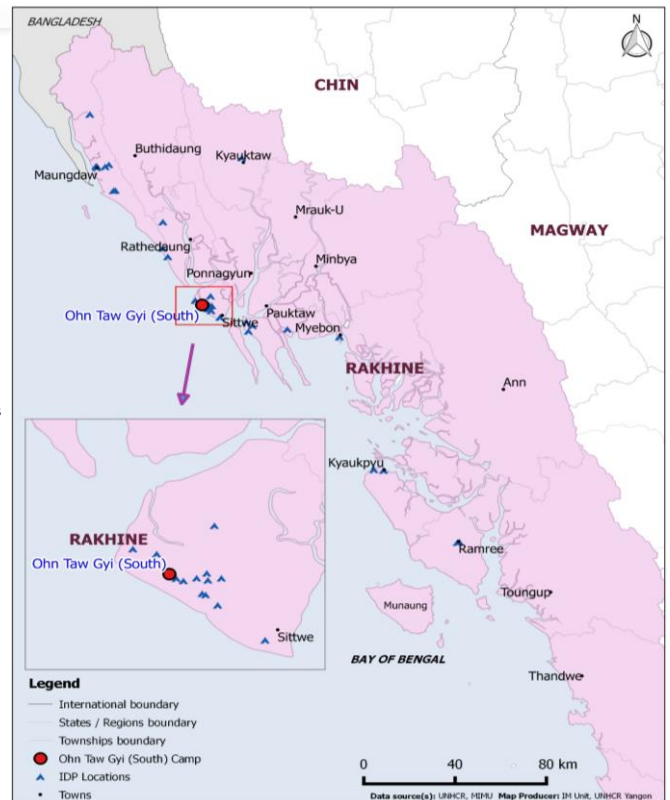 BANGLADESH
N
CHIN
Buthidaung
Kyauktaw
Maungdaw
Mrauk-U
MAGWAY
Rathedaung
Minbya
Ponnagyun
Ohn Taw Gyi (South)
Sittwe
Pauktaw
Myebon
RAKHINE
Ann
Kyaukpyu
RAKHINE
Ohn Taw Gyi (South)
Sittwe
Ramree
Munaung
Toungup
BAY OF BENGAL
Thandwe
Legend
International boundary
States / Regions boundary
Townships boundary
Ohn Taw Gyi (South) Camp
IDP Locations
Towns
0 40 80 km
Data source(s): UNHCR, MIMU Map Producer: IM Unit, UNHCR Yangon